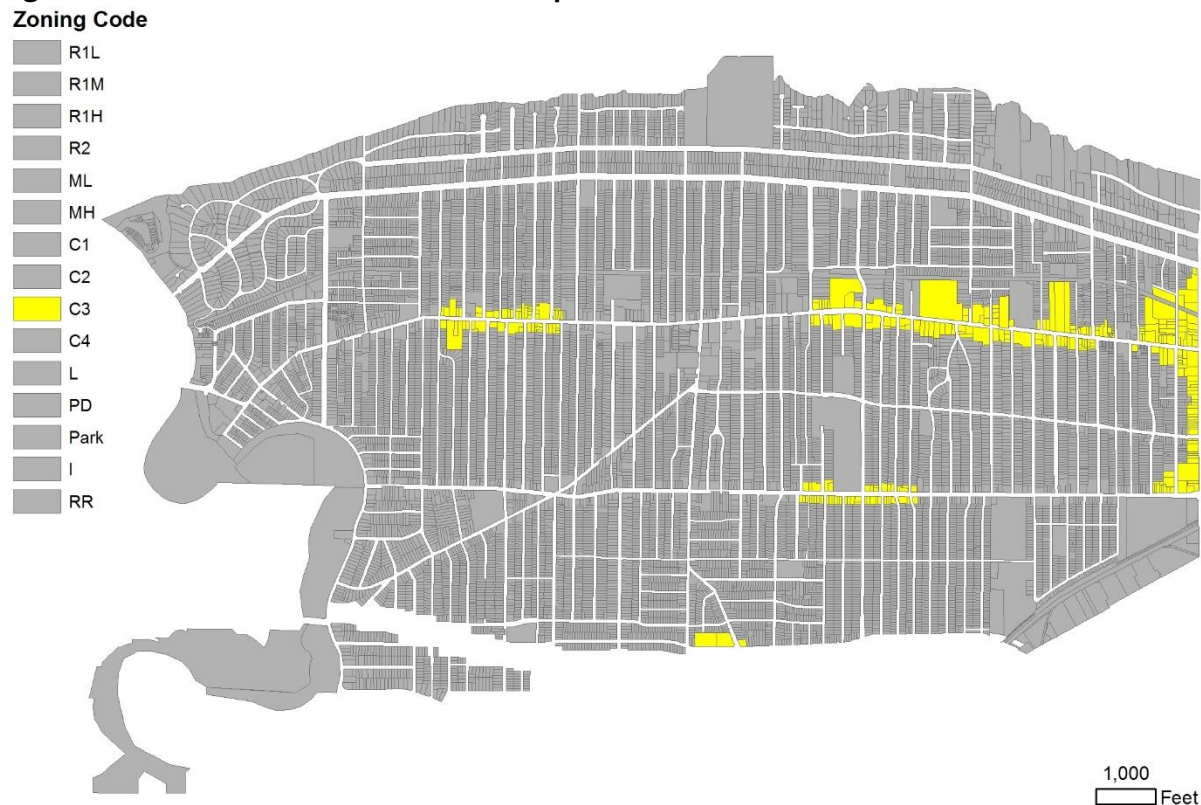 Zoning Code
R1L
R1M
R1H
R2
ML
MH
C1
C2
C3
C4
L
PD
Park
I
RR
1,000
Feet